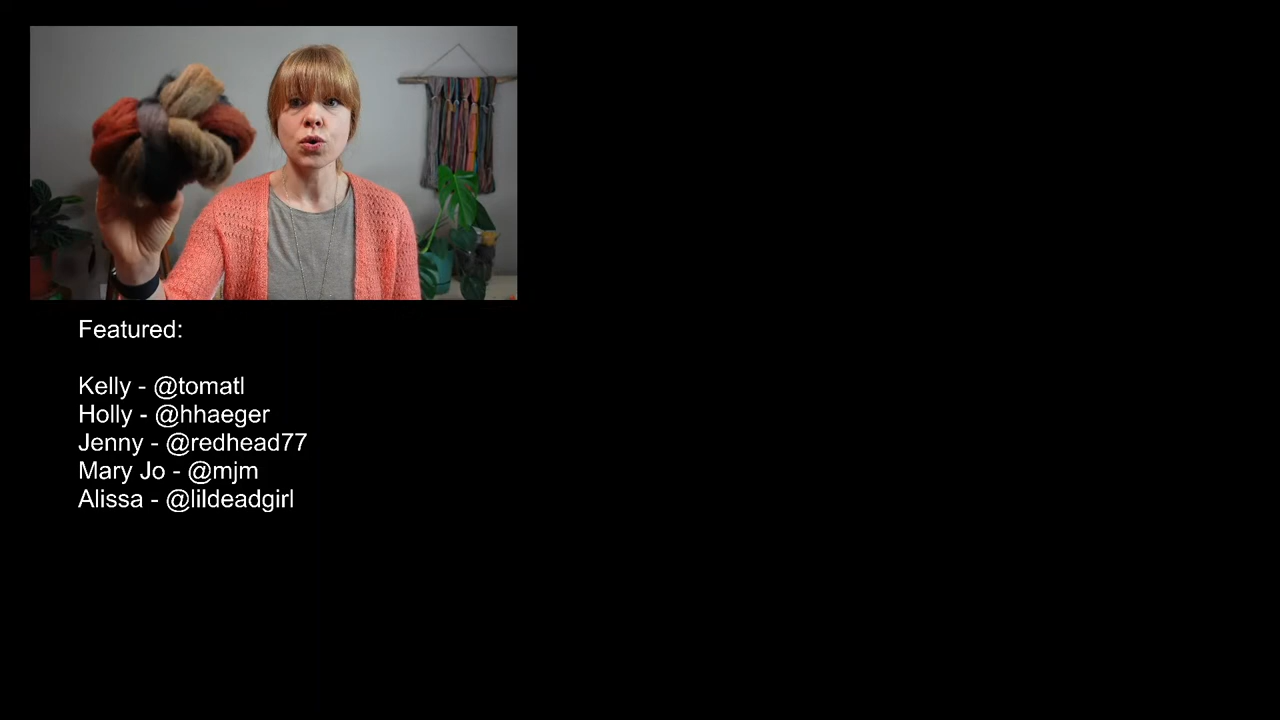 Featured:
Kelly - @tomatl
Holly - @hhaeger
Jenny - @redhead77
Mary Jo - @mjm
Alissa - @lildeadgirl